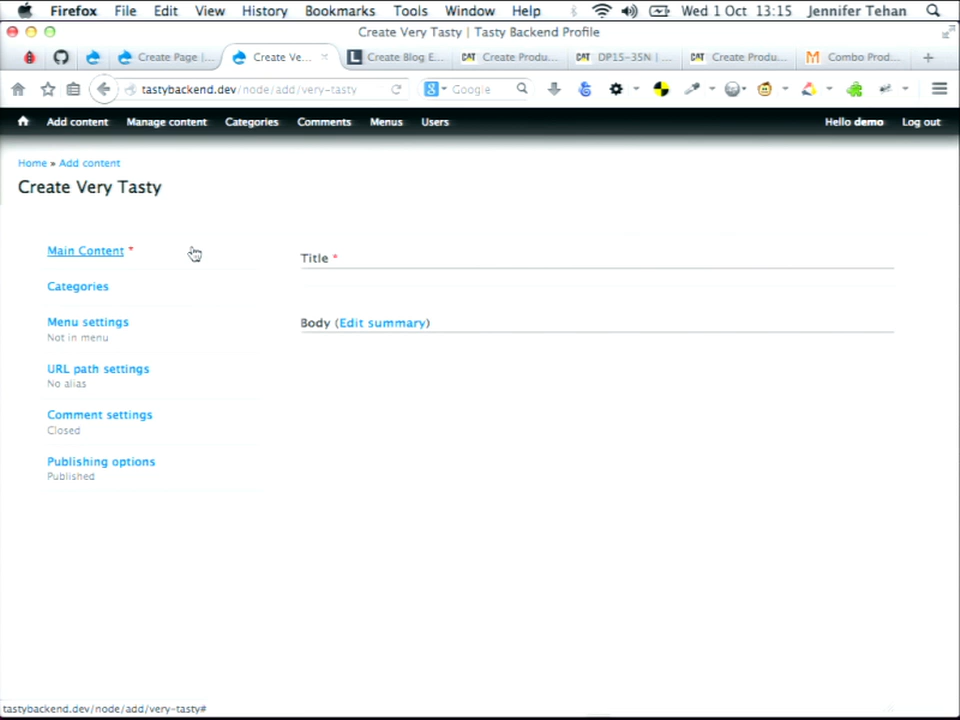 Firefox File Edit View History Bookmarks Tools Window Help Wed 1 Oct 13:15 Jennifer Tehan
Create Very Tasty | Tasty Backend Profile
Create Page |... Create Ve... Create Blog E... CAT Create Produ... CAT DP15-35N | ... CAT Create Produ... Combo Prod...
tastybackend.dev/node/add/very-tasty Google
Add content Manage content Categories Comments Menus Users Hello demo Log out
Home » Add content
Create Very Tasty
Main Content *
Title *
Categories
Menu settings
Not in menu
Body (Edit summary)
URL path settings
No alias
Comment settings
Closed
Publishing options
Published
tastybackend.dev/node/add/very-tasty#